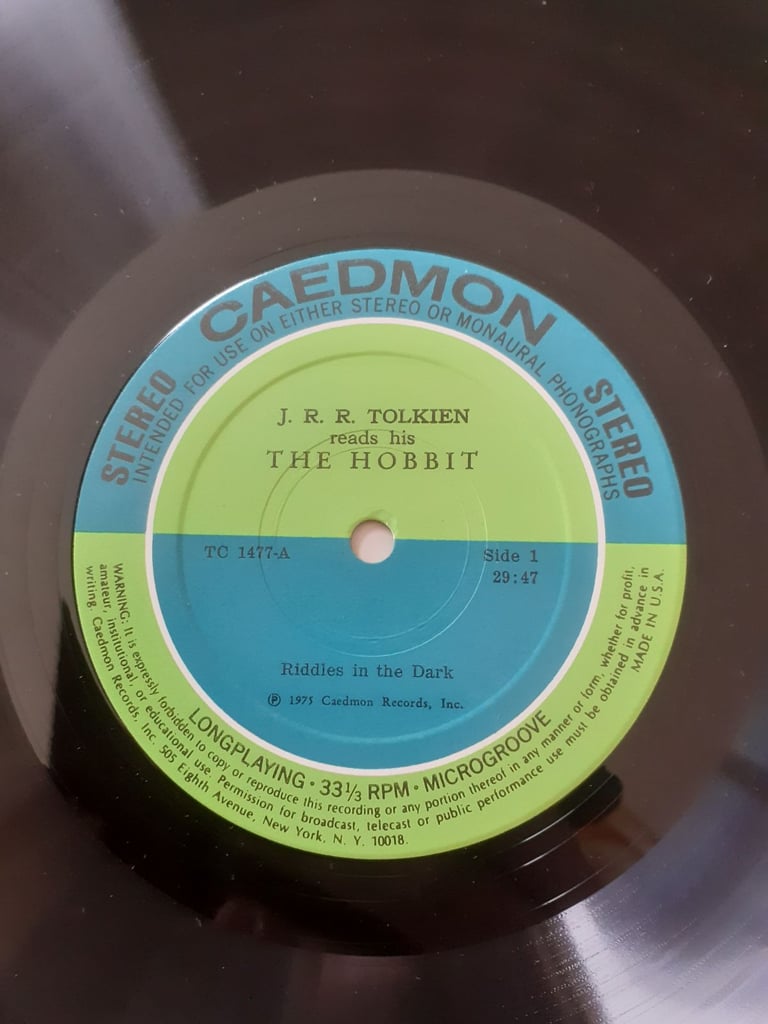 CAEDMON
STEREO
INTENDED FOR USE ON EITHER STEREO OR MONAURAL PHONOGRAPHS
STEREO
J. R. R. TOLKIEN
reads his
THE HOBBIT
TC 1477-A
Side 1
29:47
Riddles in the Dark
℗ 1975 Caedmon Records, Inc.
LONGPLAYING · 33⅓ RPM · MICROGROOVE
WARNING: It is expressly forbidden to copy or reproduce this recording or any portion thereof in any manner or form, whether for profit,
amateur, institutional, or educational use. Permission for broadcast, telecast or public performance use must be obtained in advance in
writing. Caedmon Records, Inc. 505 Eighth Avenue, New York, N. Y. 10018.
MADE IN U.S.A.